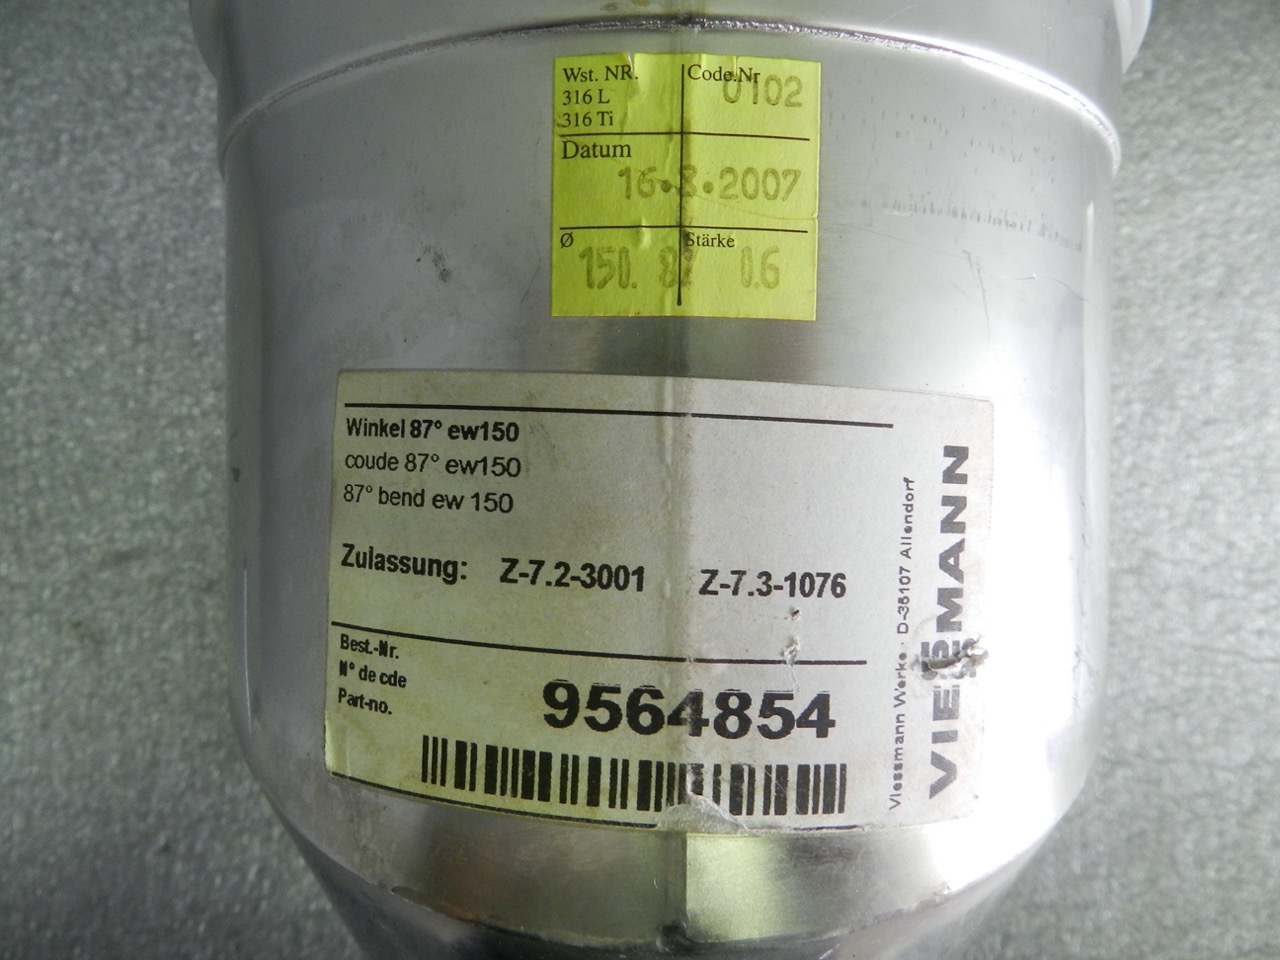 Wst. NR.
316 L
316 Ti
Code.Nr
0102
Datum
16.8.2007
Ø
150. 87
Stärke
0.6
Winkel 87° ew150
coude 87° ew150
87° bend ew 150
Zulassung: Z-7.2-3001 Z-7.3-1076
Best.-Nr.
N° de cde
Part-no.
9564854
Viessmann Werke · D-35107 Allendorf
VIESSMANN